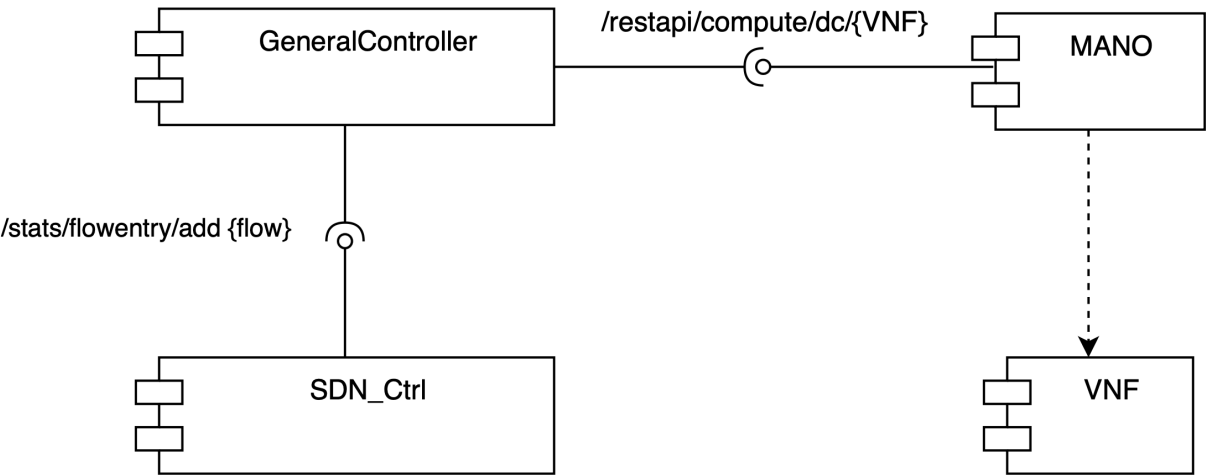 GeneralController
/restapi/compute/dc/{VNF}
MANO
/stats/flowentry/add {flow}
SDN_Ctrl
VNF